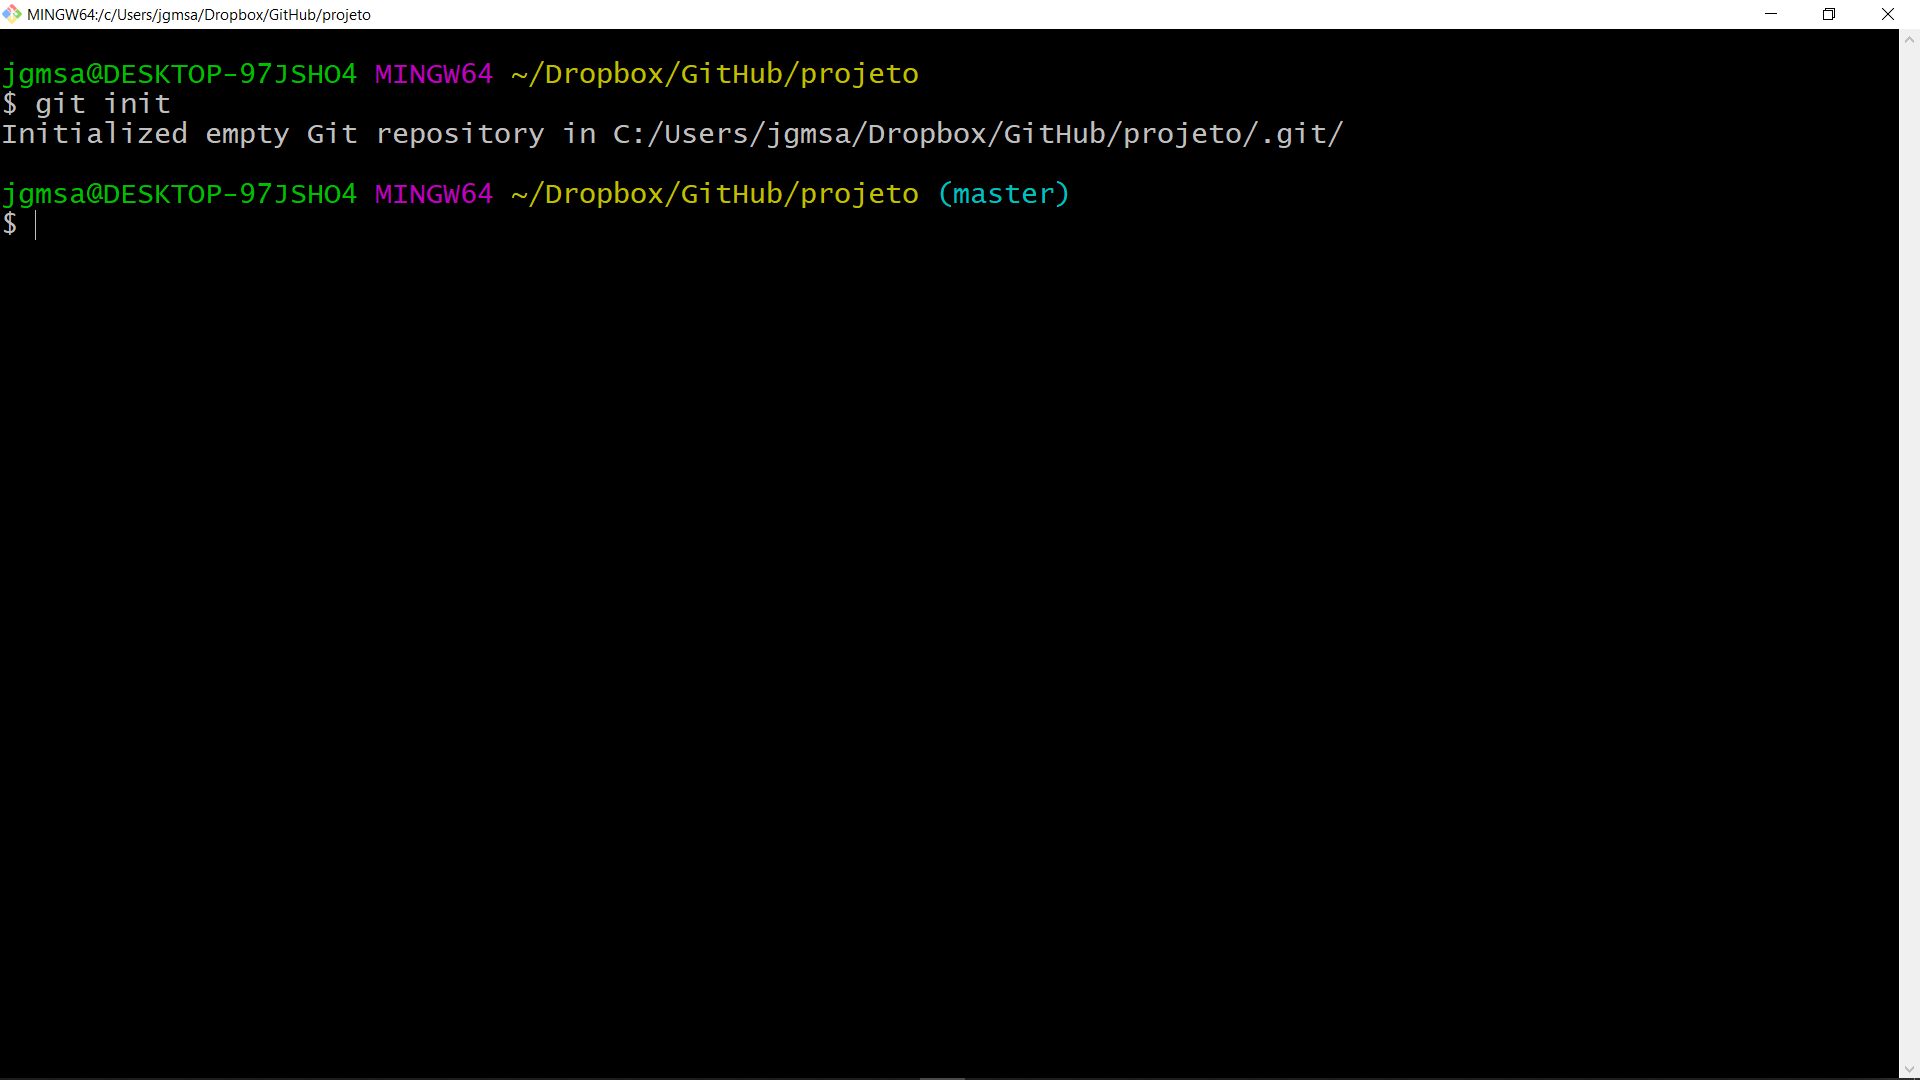 MINGW64:/c/Users/jgmsa/Dropbox/GitHub/projeto
jgmsa@DESKTOP-97JSHO4 MINGW64 ~/Dropbox/GitHub/projeto
$ git init
Initialized empty Git repository in C:/Users/jgmsa/Dropbox/GitHub/projeto/.git/
jgmsa@DESKTOP-97JSHO4 MINGW64 ~/Dropbox/GitHub/projeto (master)
$